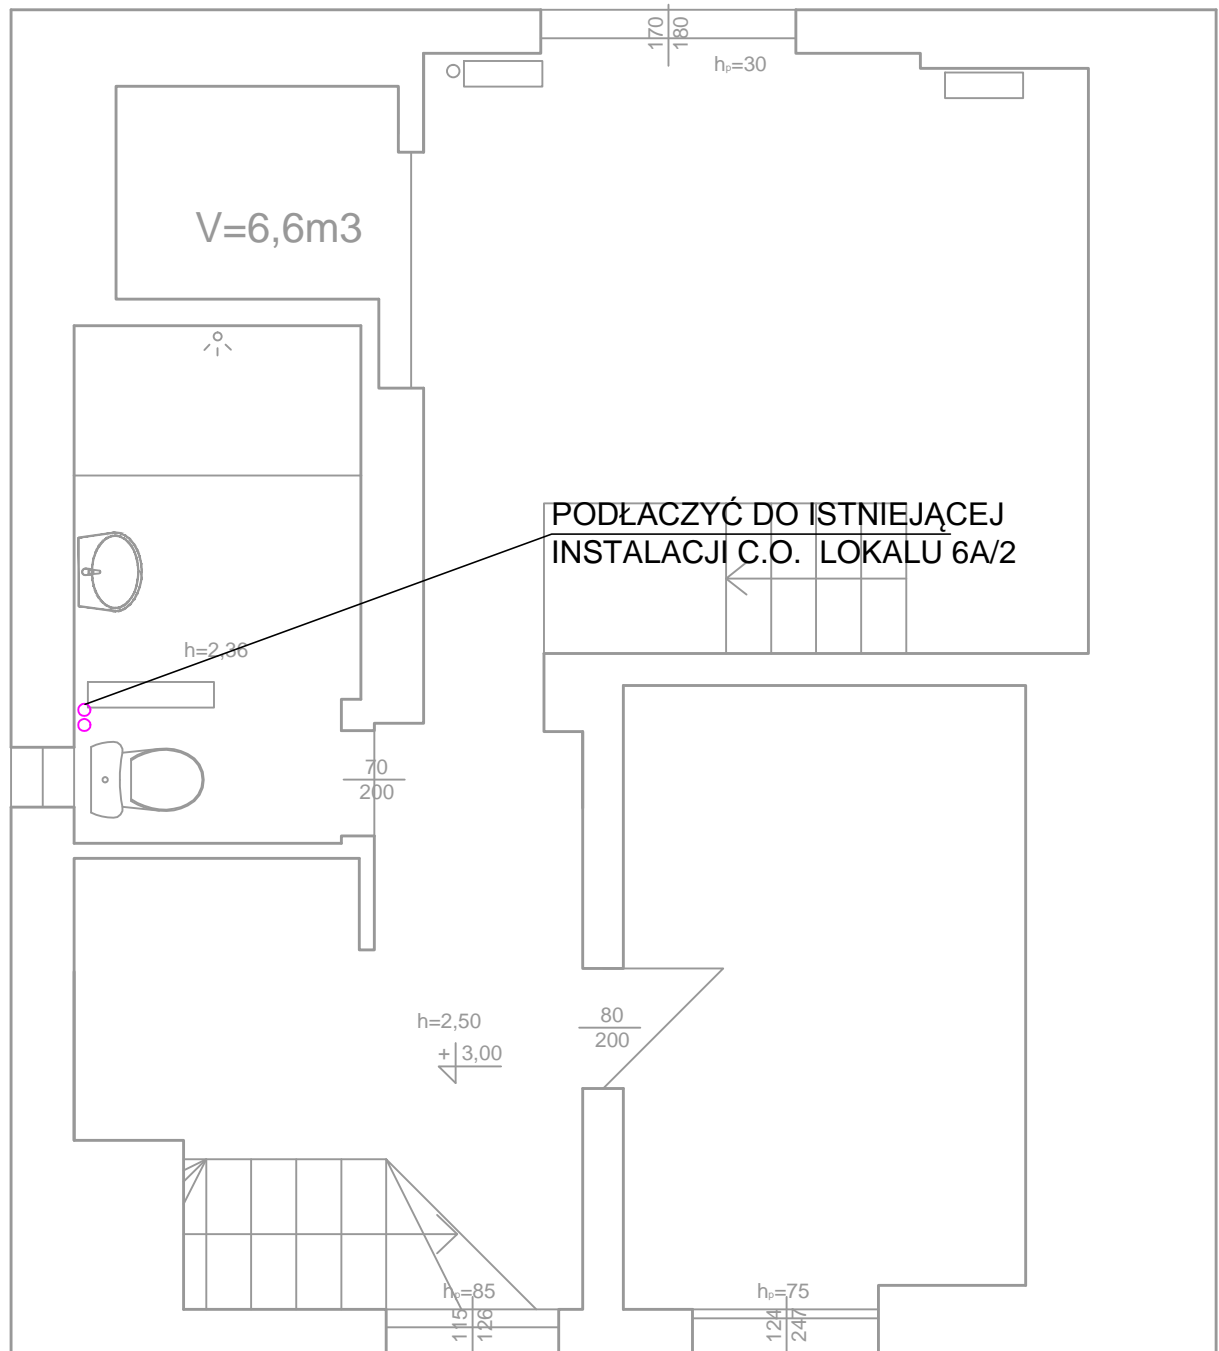 170
180
hₚ=30
V=6,6m3
PODŁACZYĆ DO ISTNIEJĄCEJ
INSTALACJI C.O. LOKALU 6A/2
h=2,36
70
200
h=2,50
+ 3,00
80
200
hₚ=85
115
126
hₚ=75
124
247